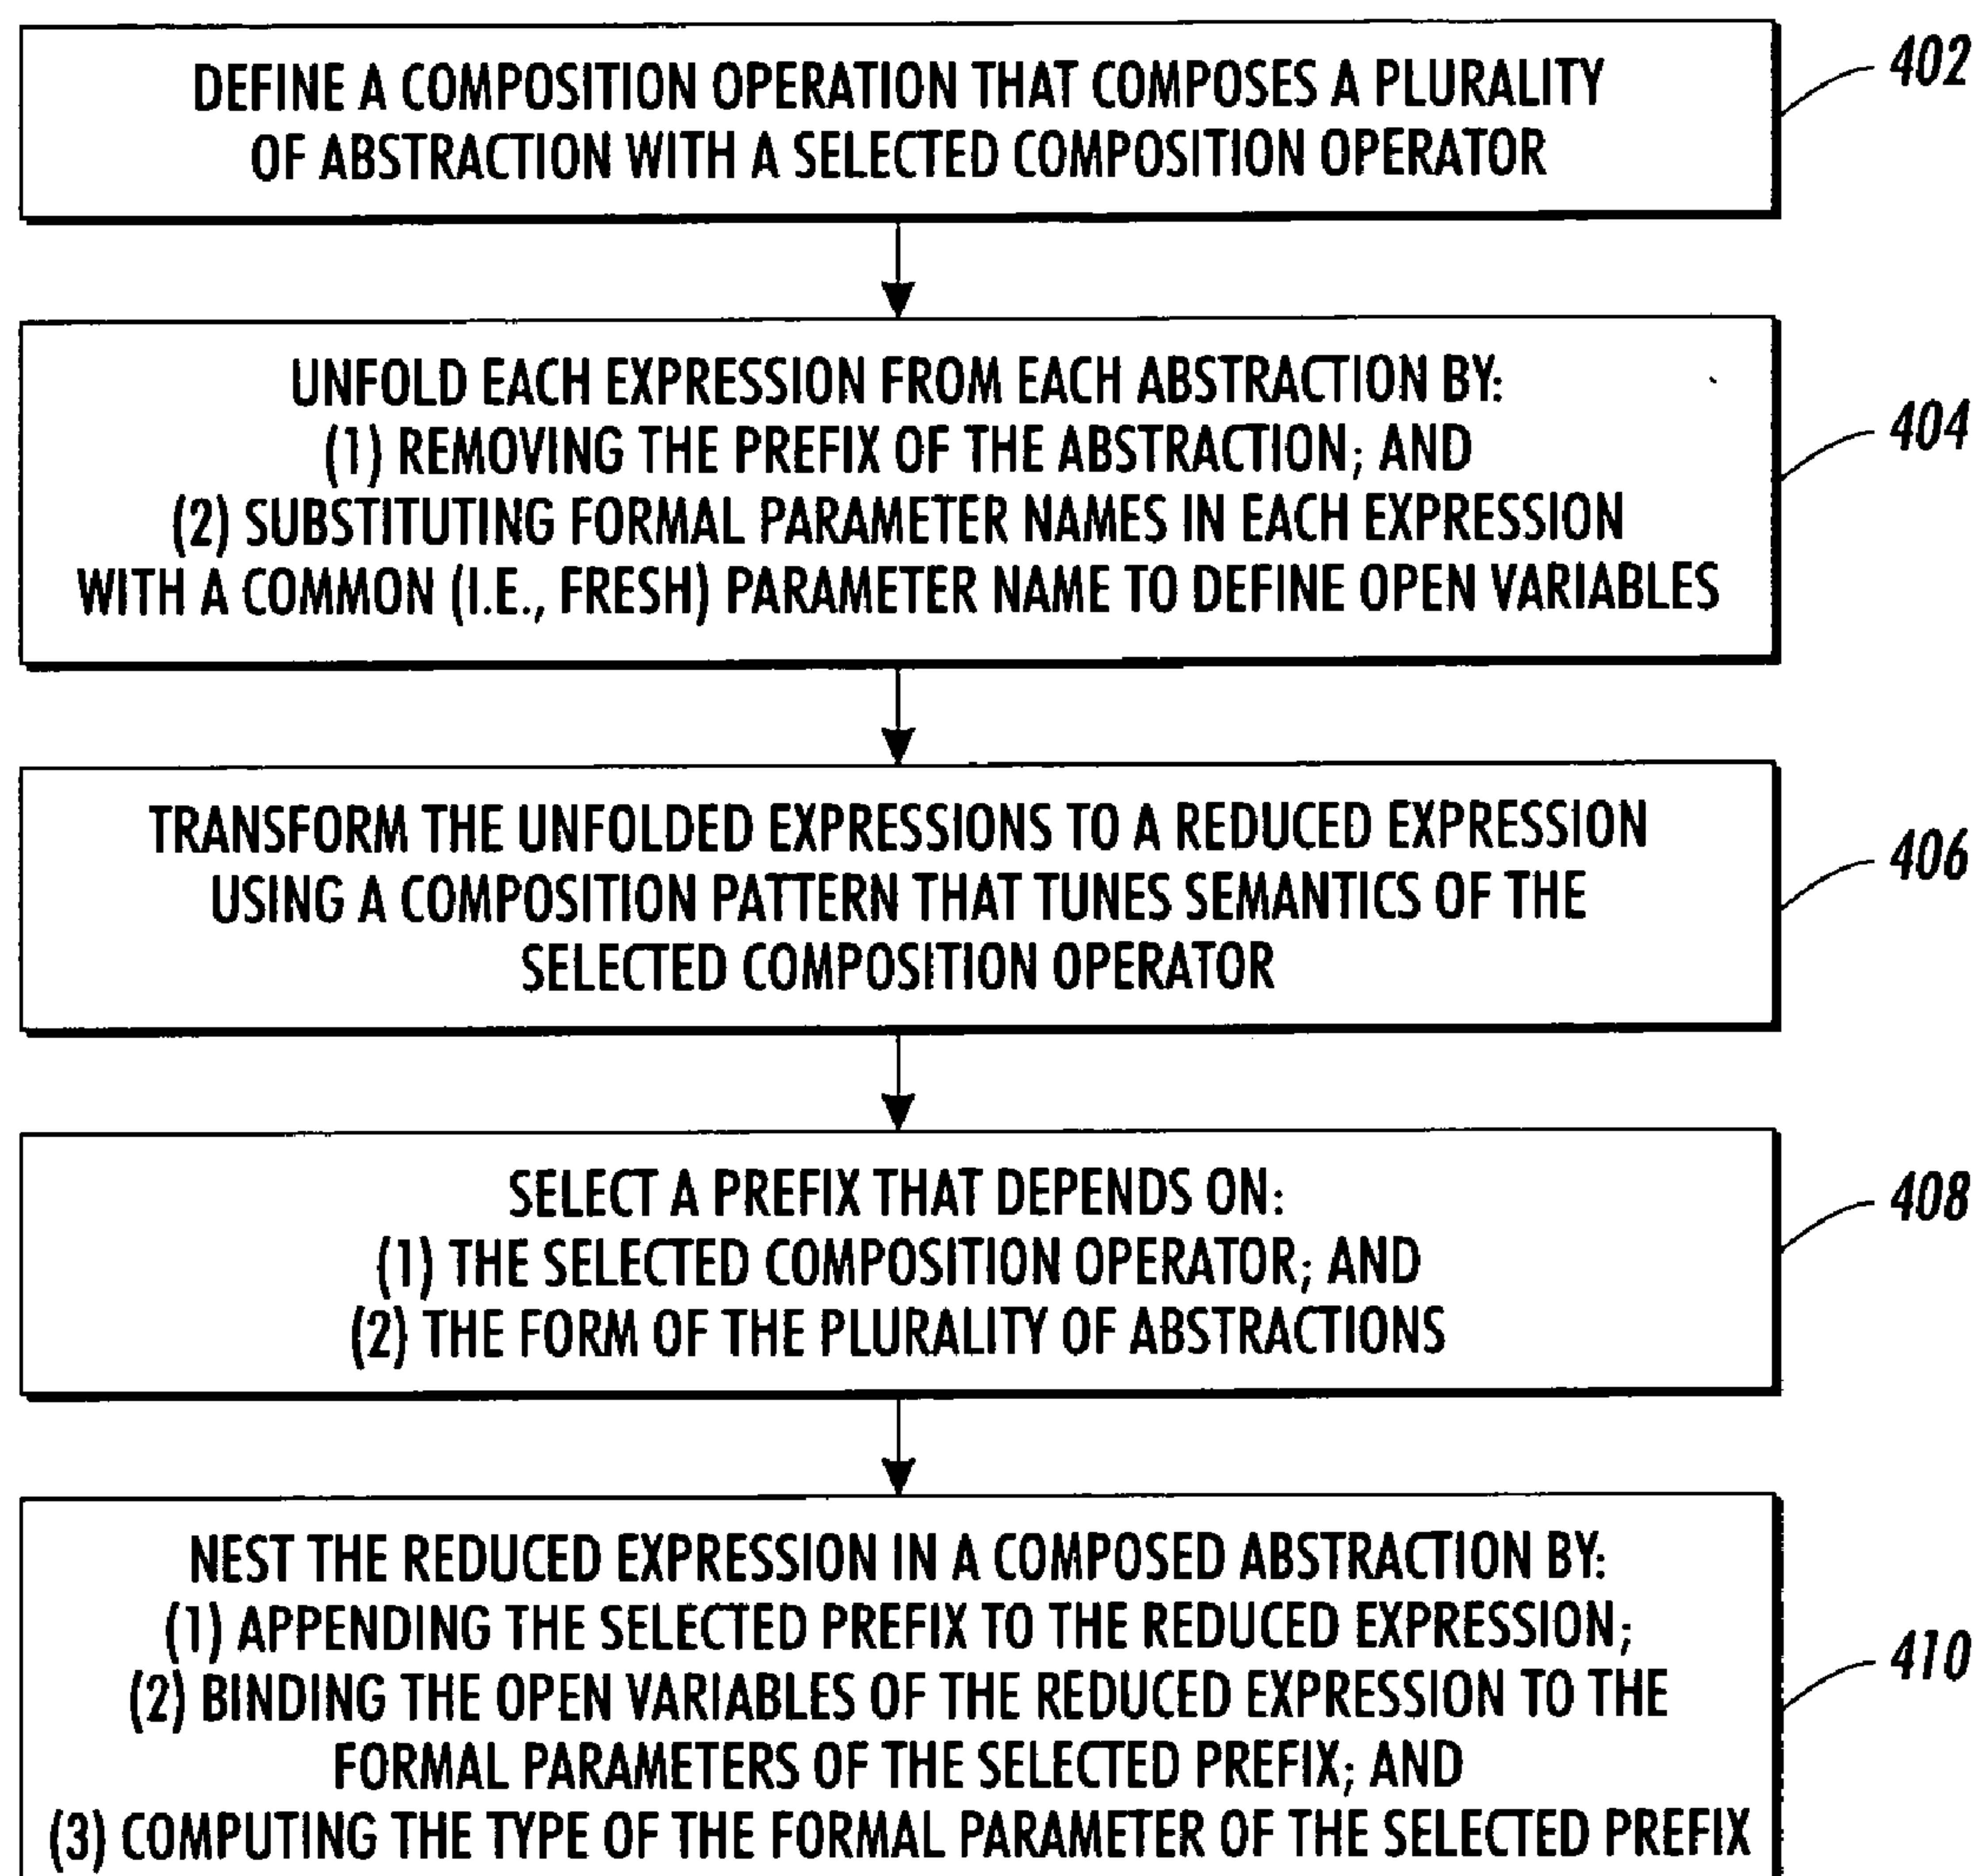 DEFINE A COMPOSITION OPERATION THAT COMPOSES A PLURALITY
OF ABSTRACTION WITH A SELECTED COMPOSITION OPERATOR
402
UNFOLD EACH EXPRESSION FROM EACH ABSTRACTION BY:
(1) REMOVING THE PREFIX OF THE ABSTRACTION; AND
(2) SUBSTITUTING FORMAL PARAMETER NAMES IN EACH EXPRESSION
WITH A COMMON (I.E., FRESH) PARAMETER NAME TO DEFINE OPEN VARIABLES
404
TRANSFORM THE UNFOLDED EXPRESSIONS TO A REDUCED EXPRESSION
USING A COMPOSITION PATTERN THAT TUNES SEMANTICS OF THE
SELECTED COMPOSITION OPERATOR
406
SELECT A PREFIX THAT DEPENDS ON:
(1) THE SELECTED COMPOSITION OPERATOR; AND
(2) THE FORM OF THE PLURALITY OF ABSTRACTIONS
408
NEST THE REDUCED EXPRESSION IN A COMPOSED ABSTRACTION BY:
(1) APPENDING THE SELECTED PREFIX TO THE REDUCED EXPRESSION;
(2) BINDING THE OPEN VARIABLES OF THE REDUCED EXPRESSION TO THE
FORMAL PARAMETERS OF THE SELECTED PREFIX; AND
(3) COMPUTING THE TYPE OF THE FORMAL PARAMETER OF THE SELECTED PREFIX
410